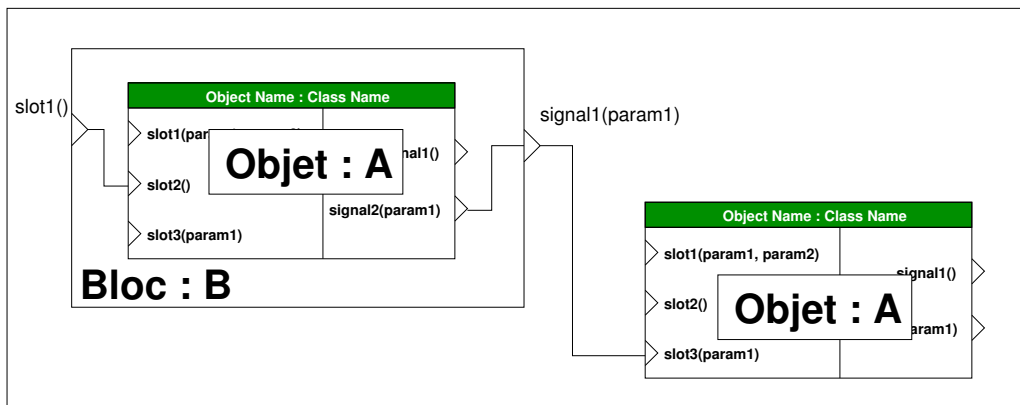 slot1()
Object Name : Class Name
slot1(par
nal1()
Objet : A
slot2()
signal2(param1)
slot3(param1)
Bloc : B
signal1(param1)
Object Name : Class Name
slot1(param1, param2)
signal1()
slot2()
Objet : A
aram1)
slot3(param1)